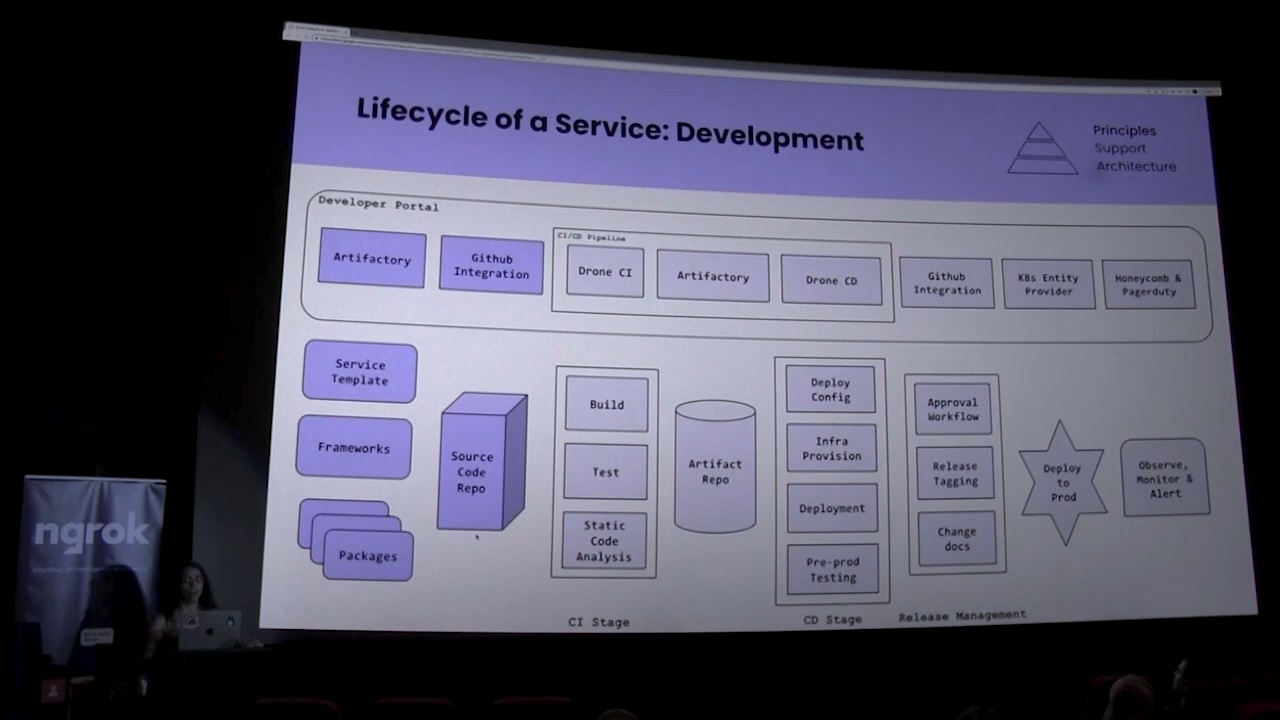 Lifecycle of a Service: Development
Principles
Support
Architecture
Developer Portal
Artifactory
Github
Integration
CI/CD Pipeline
Drone CI
Artifactory
Drone CD
Github
Integration
K8s Entity
Provider
Honeycomb &
Pagerduty
Service
Template
Frameworks
Packages
Source
Code
Repo
Build
Test
Static
Code
Analysis
CI Stage
Artifact
Repo
Deploy
Config
Infra
Provision
Deployment
Pre-prod
Testing
CD Stage
Approval
Workflow
Release
Tagging
Change
docs
Release Management
Deploy
to
Prod
Observe,
Monitor &
Alert
ngrok